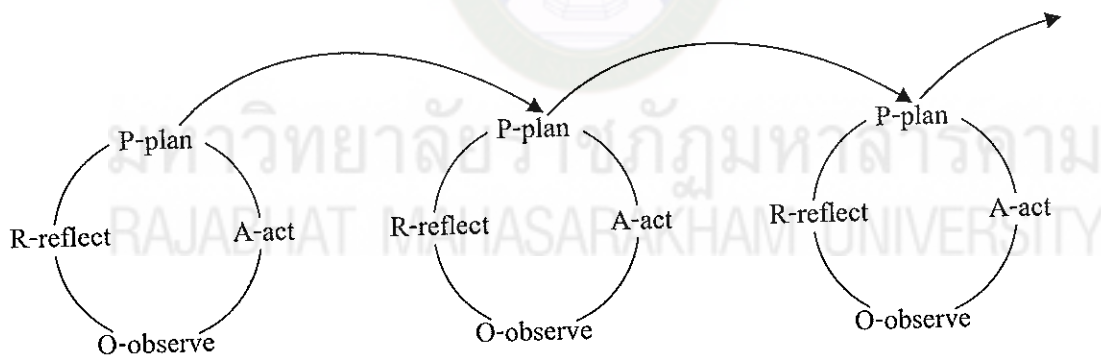 P-plan
R-reflect
A-act
O-observe
P-plan
R-reflect
A-act
O-observe
P-plan
R-reflect
A-act
O-observe
มหาวิทยาลัยราชภัฏมหาสารคาม
RAJABHAT MAHASARAKHAM UNIVERSITY